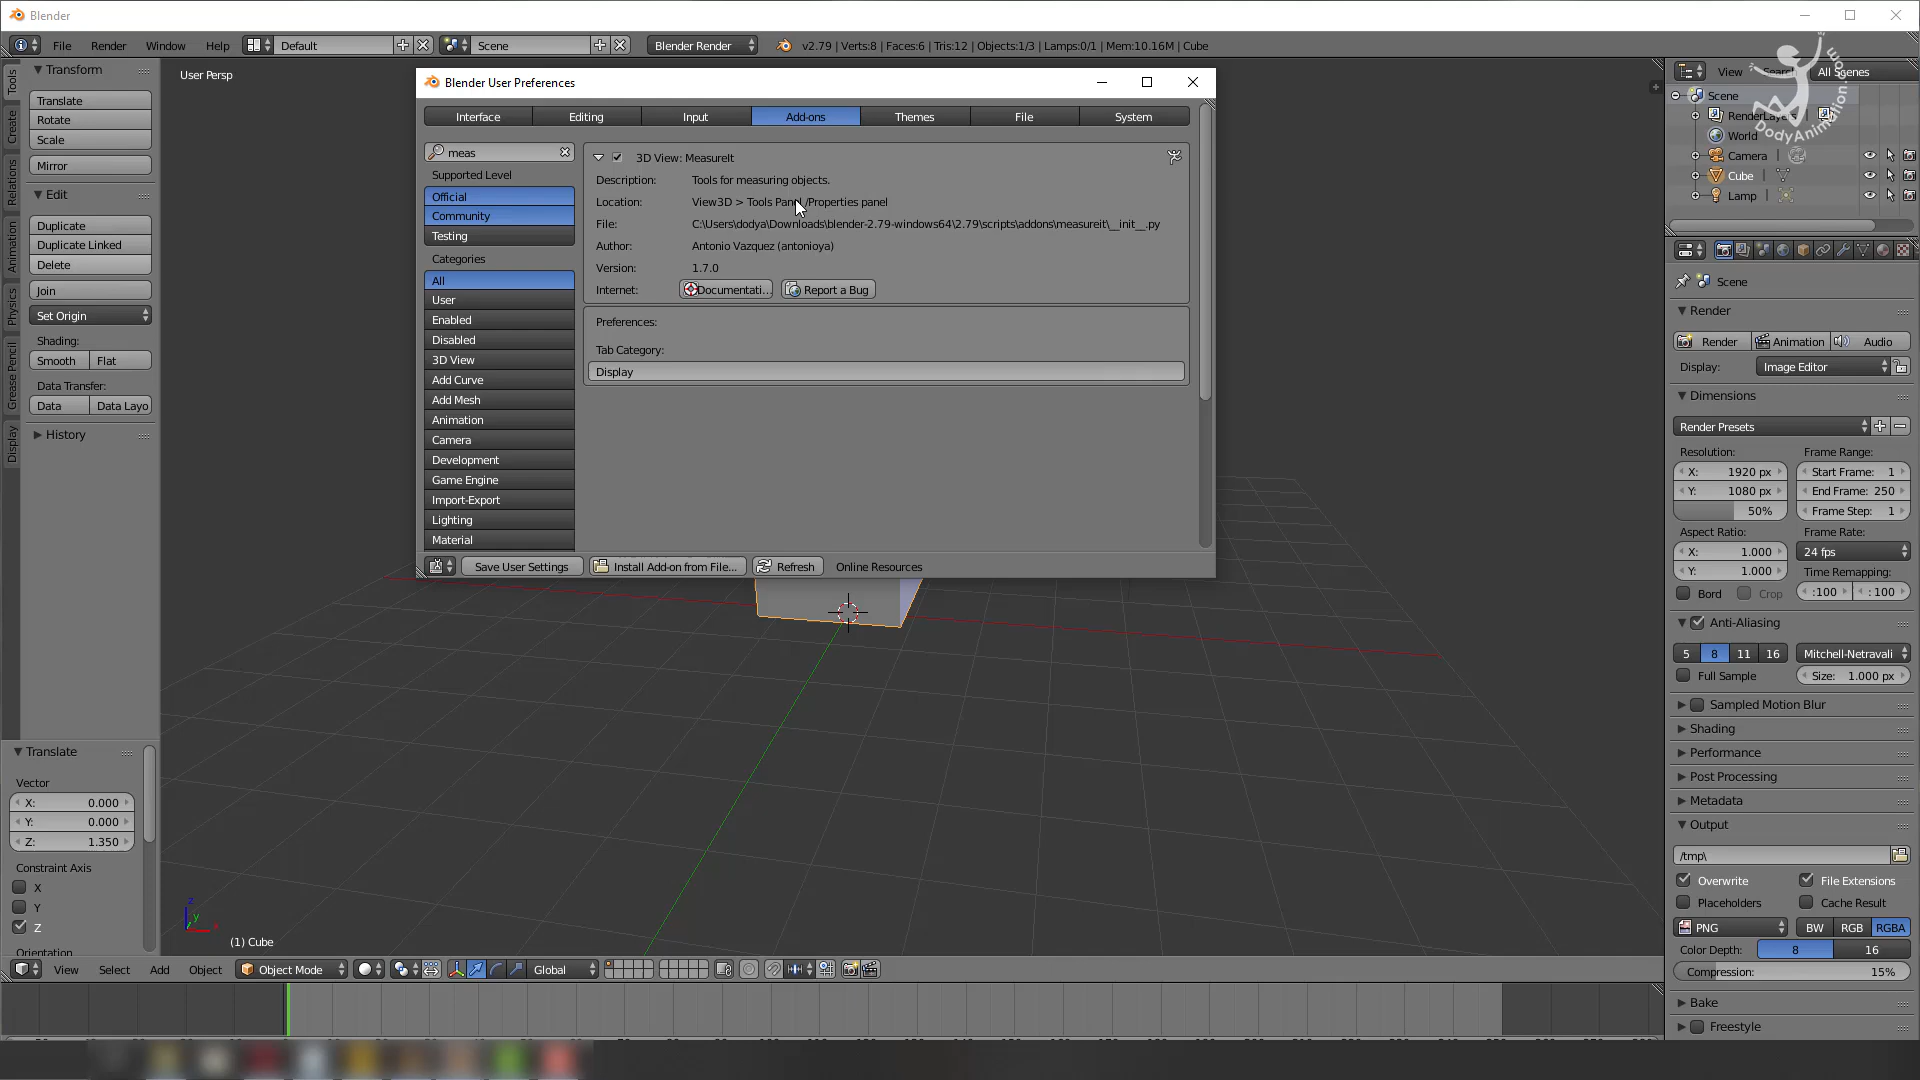 Blender
File Render Window Help Default Scene Blender Render v2.79 | Verts:8 | Faces:6 | Tris:12 | Objects:1/3 | Lamps:0/1 | Mem:10.16M | Cube
Tools
Create
Relations
Animation
Physics
Grease Pencil
Display
Transform
Translate
Rotate
Scale
Mirror
Edit
Duplicate
Duplicate Linked
Delete
Join
Set Origin
Shading:
Smooth Flat
Data Transfer:
Data Data Layo
History
Translate
Vector
X: 0.000
Y: 0.000
Z: 1.350
Constraint Axis
X
Y
Z
Orientation
User Persp
Blender User Preferences
Interface Editing Input Add-ons Themes File System
meas
Supported Level
Official
Community
Testing
Categories
All
User
Enabled
Disabled
3D View
Add Curve
Add Mesh
Animation
Camera
Development
Game Engine
Import-Export
Lighting
Material
3D View: MeasureIt
Description: Tools for measuring objects.
Location: View3D > Tools Panel /Properties panel
File: C:\Users\dodya\Downloads\blender-2.79-windows64\2.79\scripts\addons\measureit\__init__.py
Author: Antonio Vazquez (antonioya)
Version: 1.7.0
Internet: Documentati... Report a Bug
Preferences:
Tab Category:
Display
Save User Settings Install Add-on from File... Refresh Online Resources
z
y
x
(1) Cube
View Select Add Object Object Mode Global
View Search All Scenes
DodyAnimation.com
Scene
RenderLayers
World
Camera
Cube
Lamp
Scene
Render
Render Animation Audio
Display: Image Editor
Dimensions
Render Presets
Resolution: Frame Range:
X: 1920 px Start Frame: 1
Y: 1080 px End Frame: 250
50% Frame Step: 1
Aspect Ratio: Frame Rate:
X: 1.000 24 fps
Y: 1.000 Time Remapping:
Bord Crop :100 : 100
Anti-Aliasing
5 8 11 16 Mitchell-Netravali
Full Sample Size: 1.000 px
Sampled Motion Blur
Shading
Performance
Post Processing
Metadata
Output
/tmp\
Overwrite File Extensions
Placeholders Cache Result
PNG BW RGB RGBA
Color Depth: 8 16
Compression: 15%
Bake
Freestyle